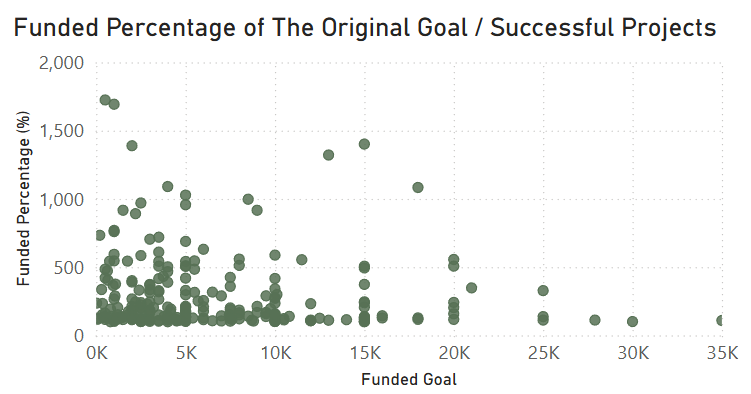 Funded Percentage of The Original Goal / Successful Projects
2,000
1,500
1,000
500
0
Funded Percentage (%)
0K 5K 10K 15K 20K 25K 30K 35K
Funded Goal